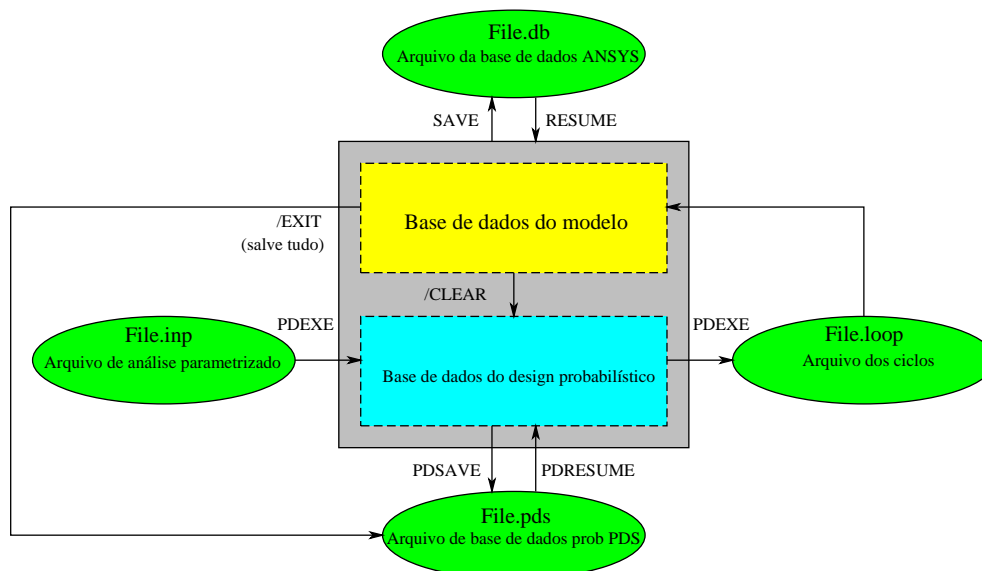 File.db
Arquivo da base de dados ANSYS
SAVE
RESUME
Base de dados do modelo
/EXIT
(salve tudo)
/CLEAR
PDEXE
PDEXE
File.inp
Arquivo de análise parametrizado
Base de dados do design probabilístico
File.loop
Arquivo dos ciclos
PDSAVE
PDRESUME
File.pds
Arquivo de base de dados prob PDS